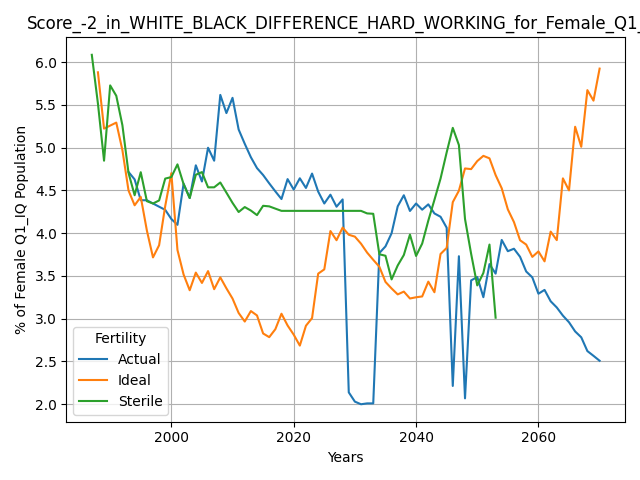 Score_-2_in_WHITE_BLACK_DIFFERENCE_HARD_WORKING_for_Female_Q1_
% of Female Q1_IQ Population
6.0
5.5
5.0
4.5
4.0
3.5
3.0
2.5
2.0
Fertility
Actual
Ideal
Sterile
2000
2020
2040
2060
Years